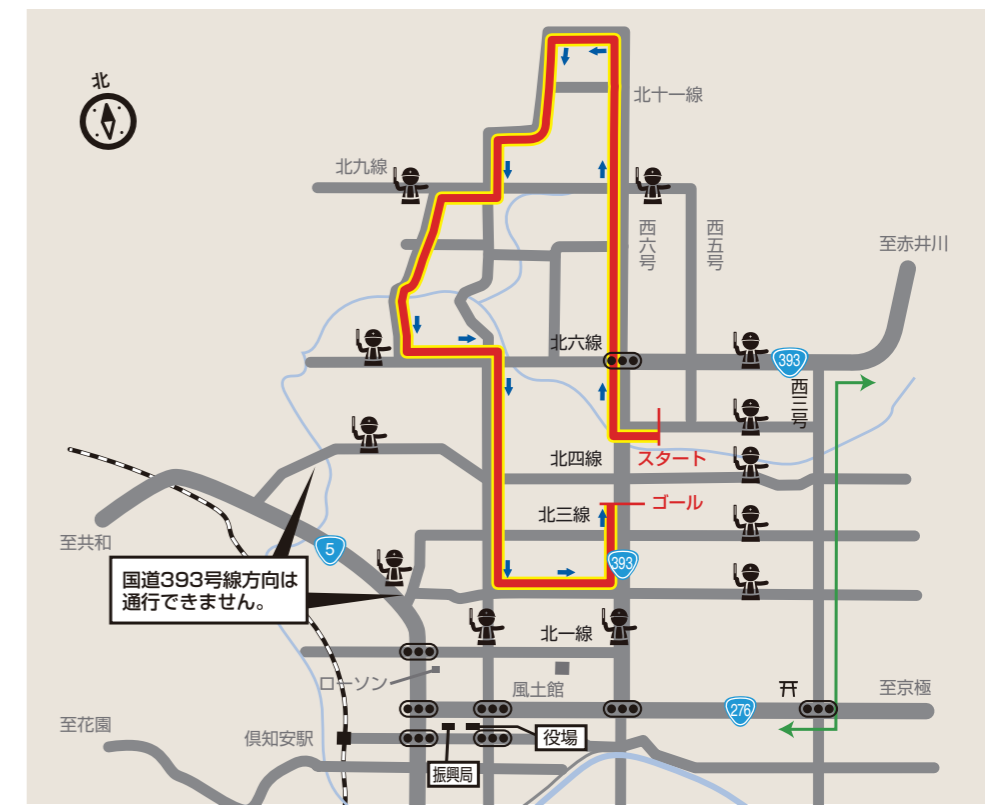 北
北十一線
北九線
西六号
西五号
至赤井川
北六線
393
西三号
スタート
北四線
ゴール
北三線
至共和
5
393
国道393号線方向は
通行できません。
北一線
ローソン
風土館
至京極
276
至花園
倶知安駅
役場
振興局